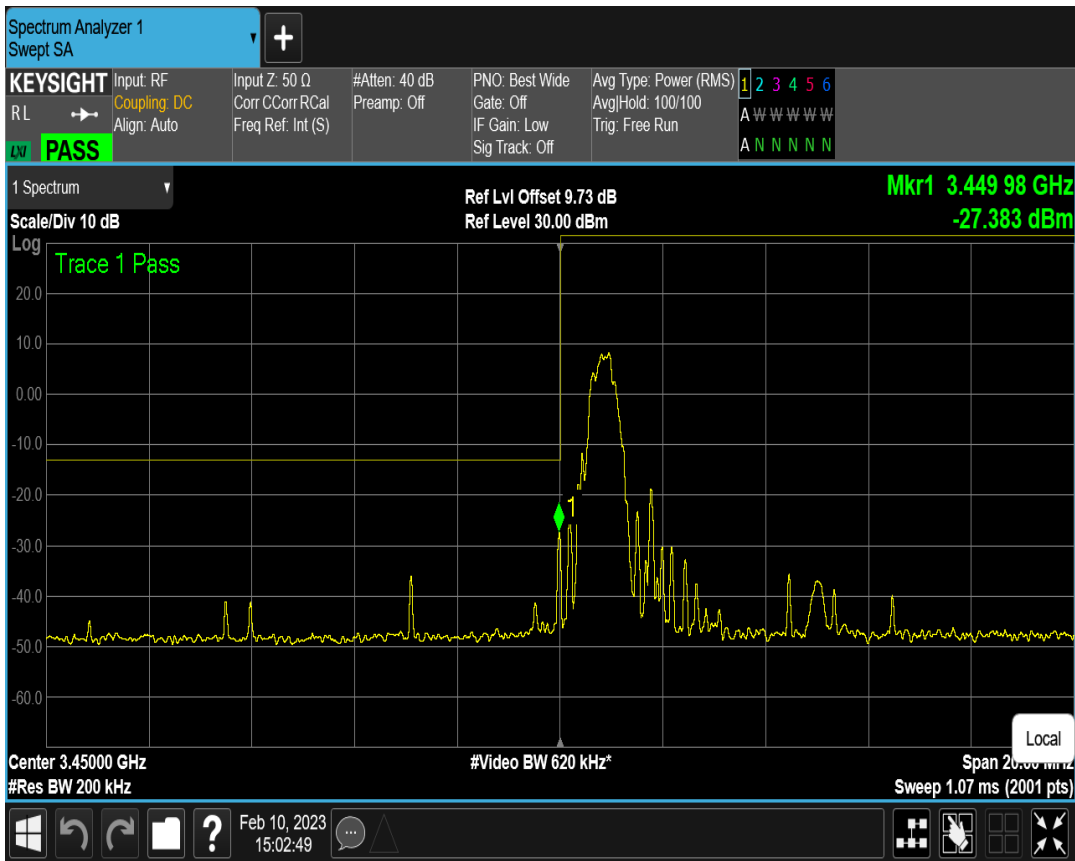 Spectrum Analyzer 1
Swept SA
+
KEYSIGHT
R L
LXI PASS
Input: RF
Coupling: DC
Align: Auto
Input Z: 50 Ω
Corr CCorr RCal
Freq Ref: Int (S)
#Atten: 40 dB
Preamp: Off
PNO: Best Wide
Gate: Off
IF Gain: Low
Sig Track: Off
Avg Type: Power (RMS)
Avg|Hold: 100/100
Trig: Free Run
1 2 3 4 5 6
A W W W W W
A N N N N N
1 Spectrum
Scale/Div 10 dB
Ref Lvl Offset 9.73 dB
Ref Level 30.00 dBm
Mkr1 3.449 98 GHz
-27.383 dBm
Log
Trace 1 Pass
20.0
10.0
0.00
-10.0
-20.0
1
-30.0
-40.0
-50.0
-60.0
Local
Center 3.45000 GHz
#Res BW 200 kHz
#Video BW 620 kHz*
Span 20.00 MHz
Sweep 1.07 ms (2001 pts)
?
Feb 10, 2023
15:02:49